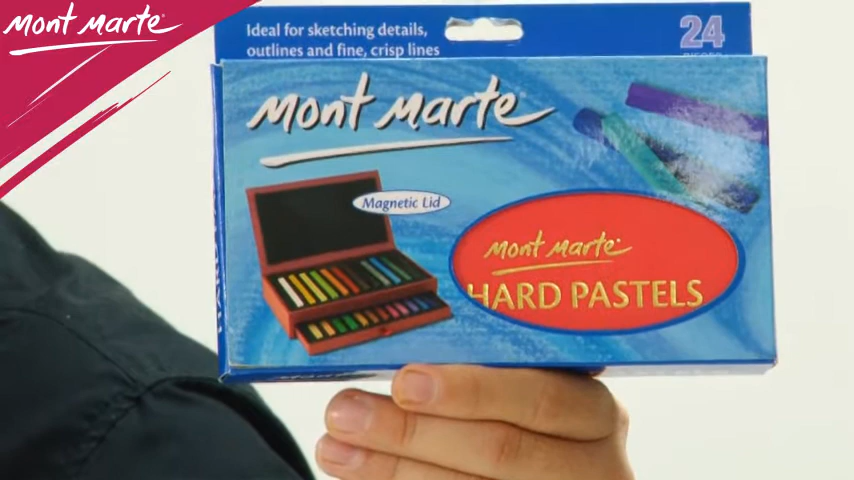 Mont Marte
Ideal for sketching details,
outlines and fine, crisp lines
24
Mont Marte
Magnetic Lid
Mont Marte
HARD PASTELS